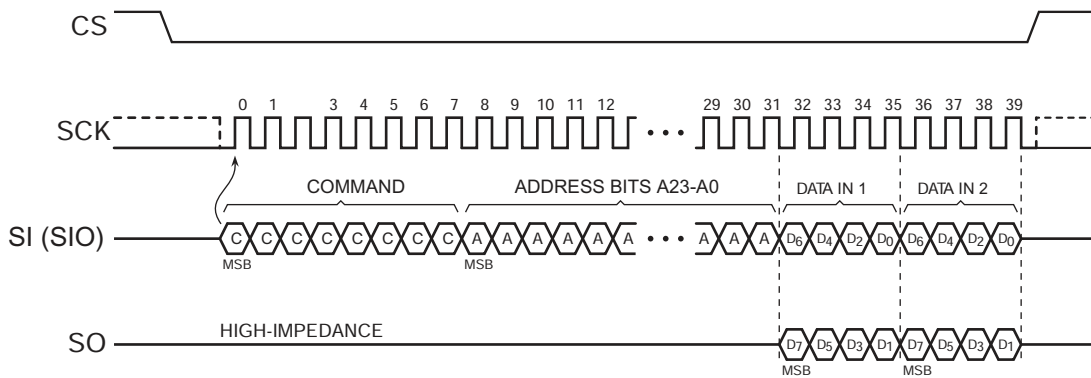 CS
0 1 3 4 5 6 7 8 9 10 11 12 29 30 31 32 33 34 35 36 37 38 39
SCK
COMMAND ADDRESS BITS A23-A0 DATA IN 1 DATA IN 2
SI (SIO) C C C C C C C C A A A A A A A A A D6 D4 D2 D0 D6 D4 D2 D0
MSB MSB
HIGH-IMPEDANCE
SO D7 D5 D3 D1 D7 D5 D3 D1
MSB MSB